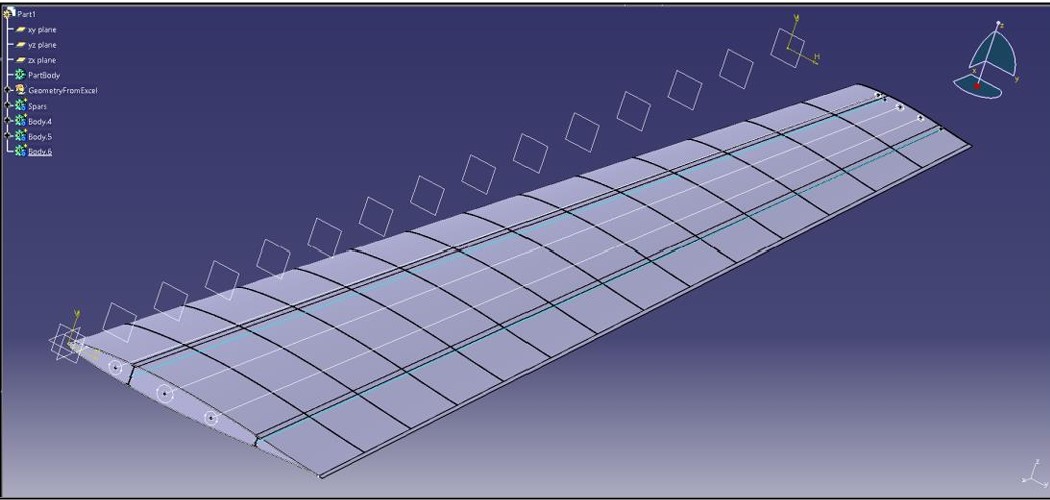 Part1
xy plane
yz plane
zx plane
PartBody
GeometryFromExcel
Spars
Body.4
Body.5
Body.6
V
H
V
z
x
y
z
x
y